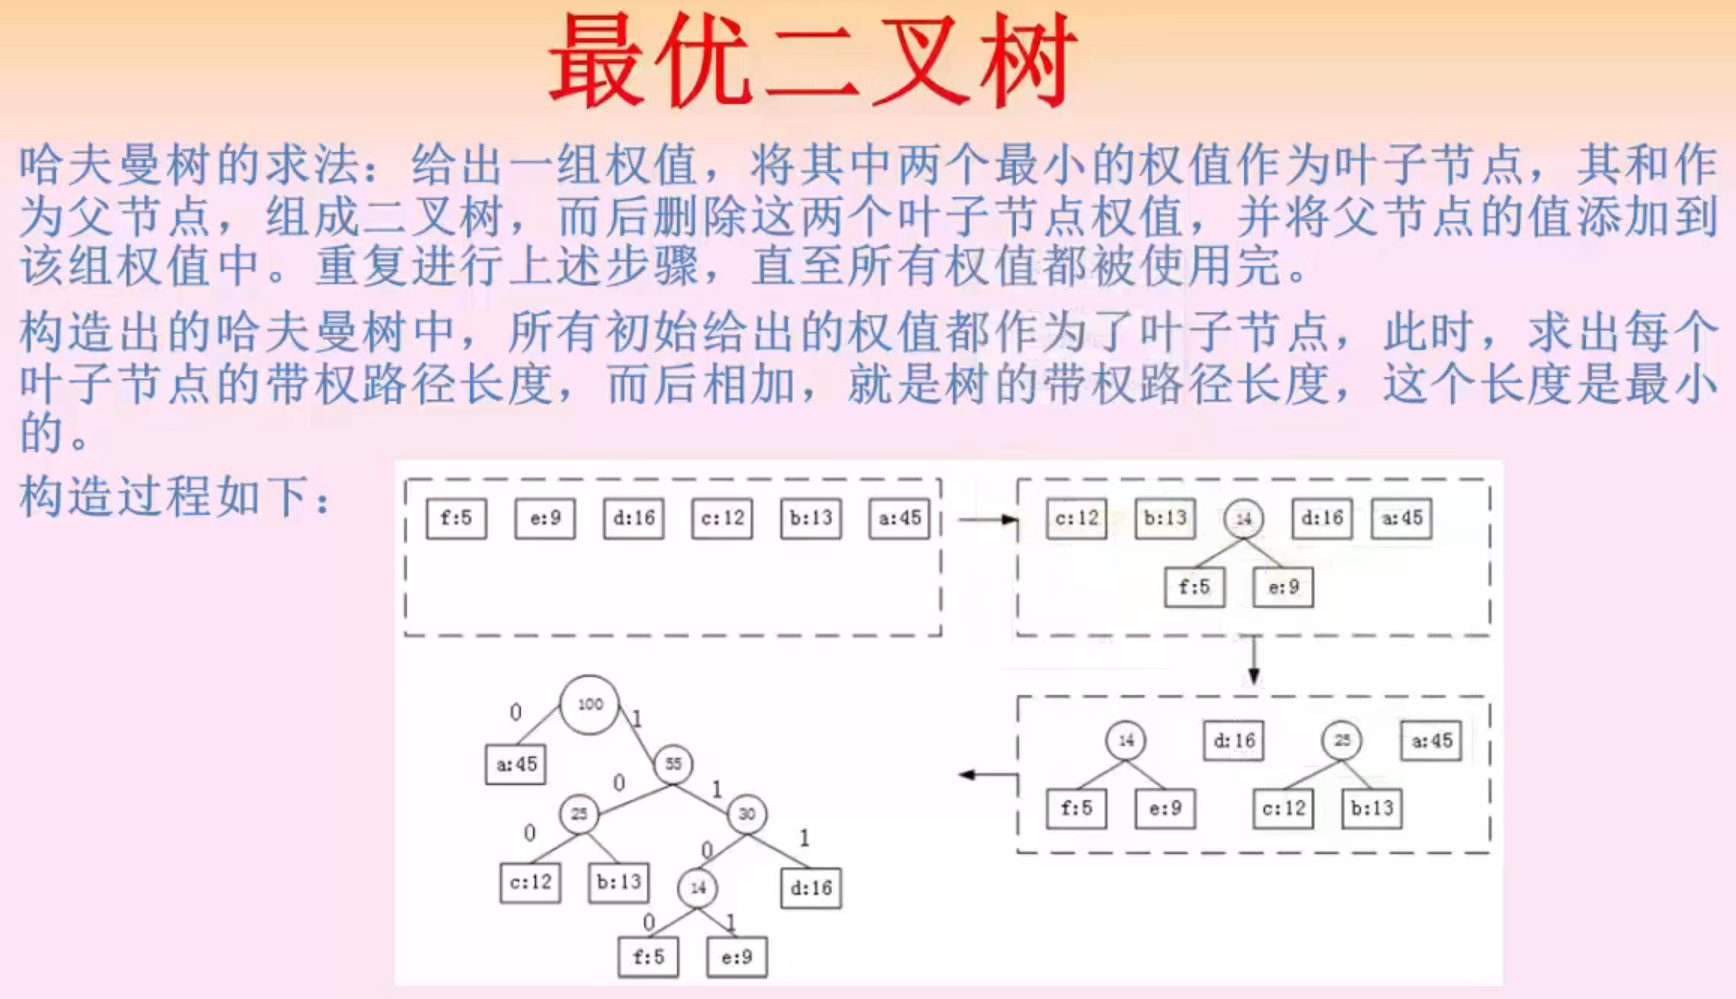 最优二叉树
哈夫曼树的求法：给出一组权值，将其中两个最小的权值作为叶子节点，其和作
为父节点，组成二叉树，而后删除这两个叶子节点权值，并将父节点的值添加到
该组权值中。重复进行上述步骤，直至所有权值都被使用完。
构造出的哈夫曼树中，所有初始给出的权值都作为了叶子节点，此时，求出每个
叶子节点的带权路径长度，而后相加，就是树的带权路径长度，这个长度是最小
的。
构造过程如下：
f:5 e:9 d:16 c:12 b:13 a:45
c:12 b:13 14 d:16 a:45
f:5 e:9
14 d:16 25 a:45
f:5 e:9 c:12 b:13
100
0 1
a:45 55
0 1
25 30
0 0 1
c:12 b:13 14 d:16
0 1
f:5 e:9